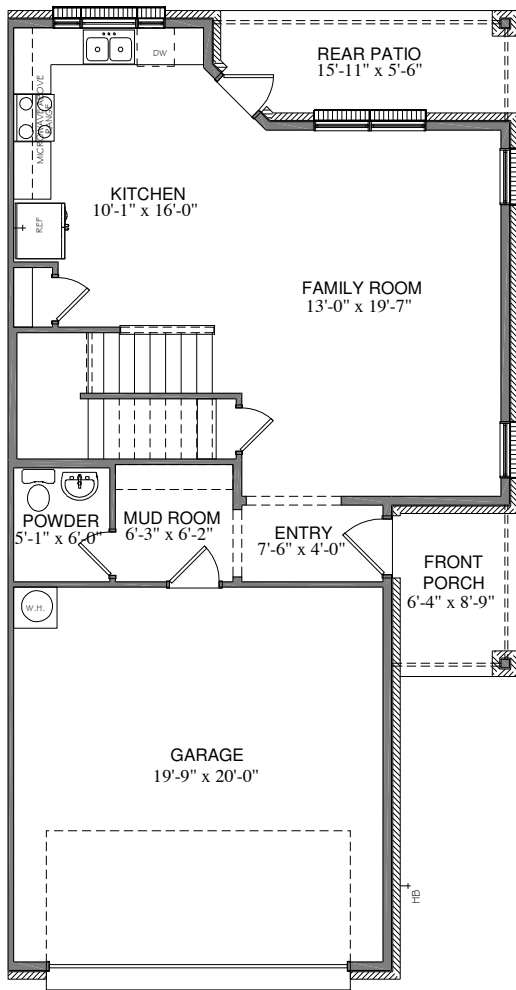 DW
REAR PATIO
15'-11" x 5'-6"
MICROWAVE ABOVE
RANGE
KITCHEN
10'-1" x 16'-0"
REF
FAMILY ROOM
13'-0" x 19'-7"
POWDER
5'-1" x 6'-0"
MUD ROOM
6'-3" x 6'-2"
ENTRY
7'-6" x 4'-0"
FRONT
PORCH
6'-4" x 8'-9"
W.H.
GARAGE
19'-9" x 20'-0"
HB